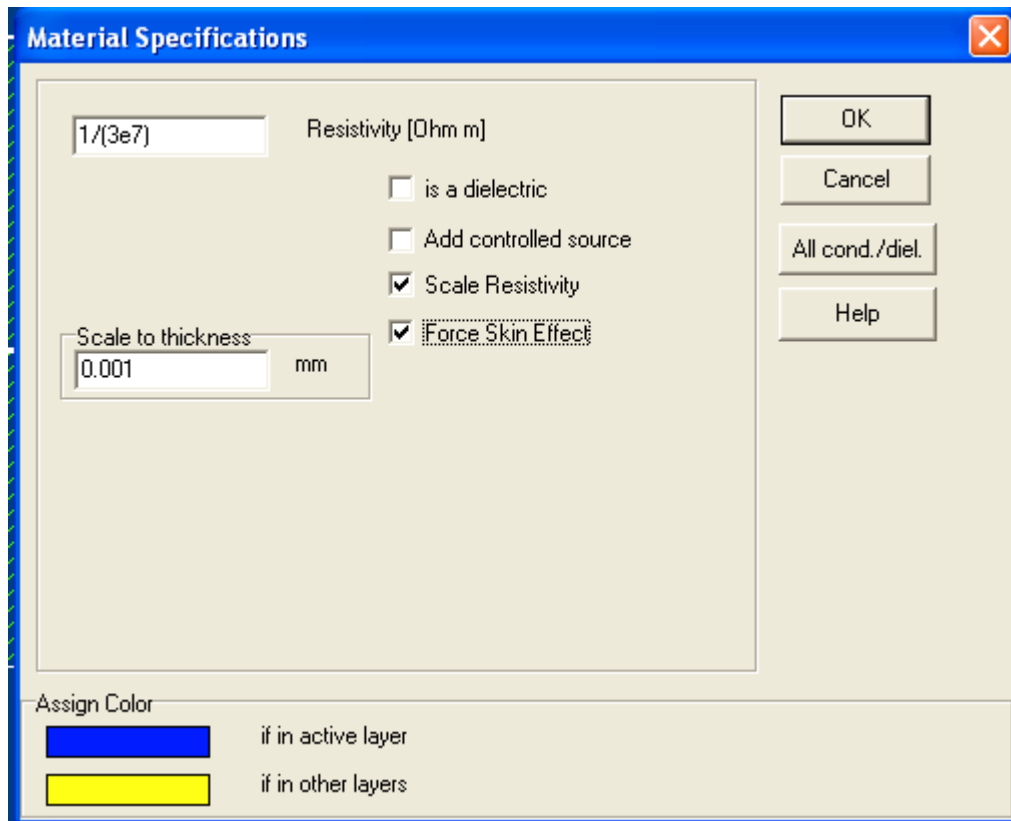 Material Specifications
1/(3e7)
Resistivity [Ohm m]
OK
is a dielectric
Cancel
Add controlled source
All cond./diel.
Scale Resistivity
Help
Force Skin Effect
Scale to thickness
0.001
mm
Assign Color
if in active layer
if in other layers